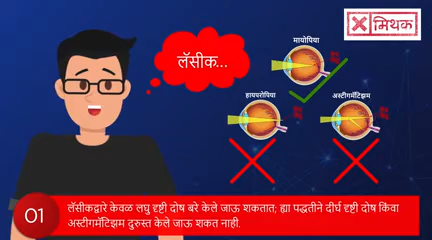 मिथक
लॅसीक...
मायोपिया
हायपरोपिया
अस्टीगमॅटिझम
01
लॅसीकद्वारे केवळ लघु दृष्टी दोष बरे केले जाऊ शकतात; ह्या पद्धतीने दीर्घ दृष्टी दोष किंवा
अस्टीगमॅटिझम दुरुस्त केले जाऊ शकत नाही.